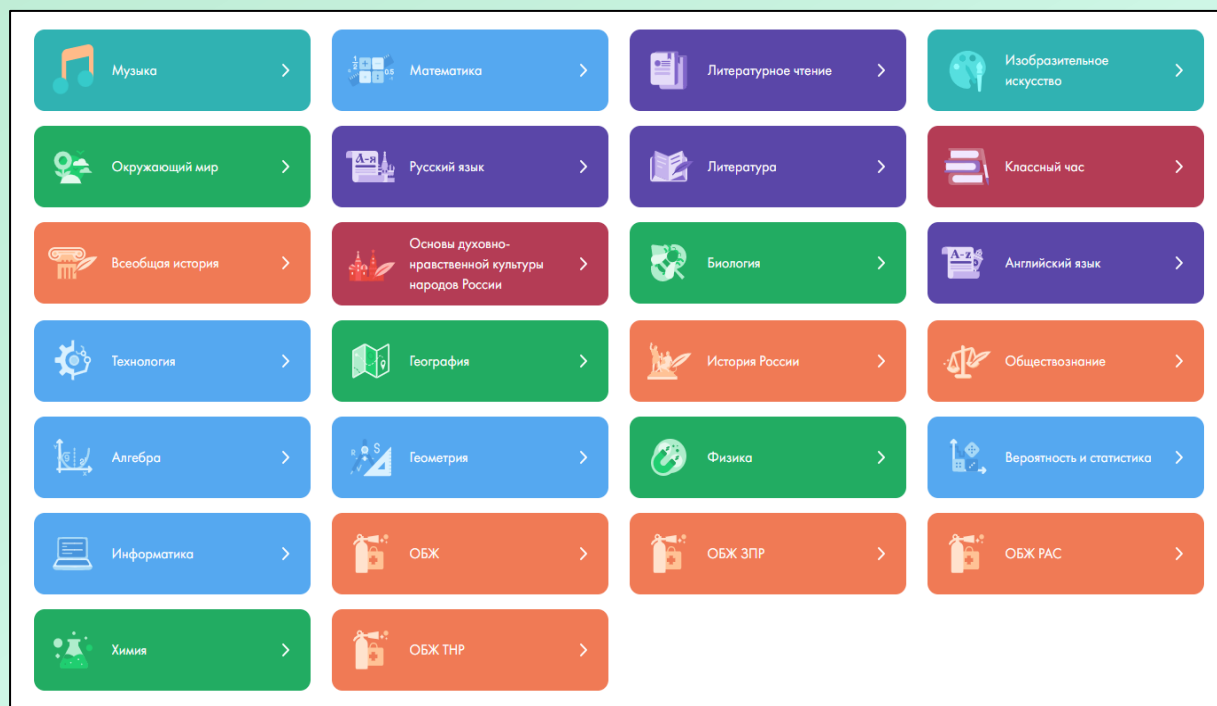 Музыка
Математика
Литературное чтение
Изобразительное
искусство
Окружающий мир
А-я
Русский язык
Литература
Классный час
Всеобщая история
Основы духовно-
нравственной культуры
народов России
Биология
A-z
Английский язык
Технология
География
История России
Обществознание
Алгебра
Геометрия
Физика
Вероятность и статистика
Информатика
ОБЖ
ОБЖ ЗПР
ОБЖ РАС
Химия
ОБЖ ТНР